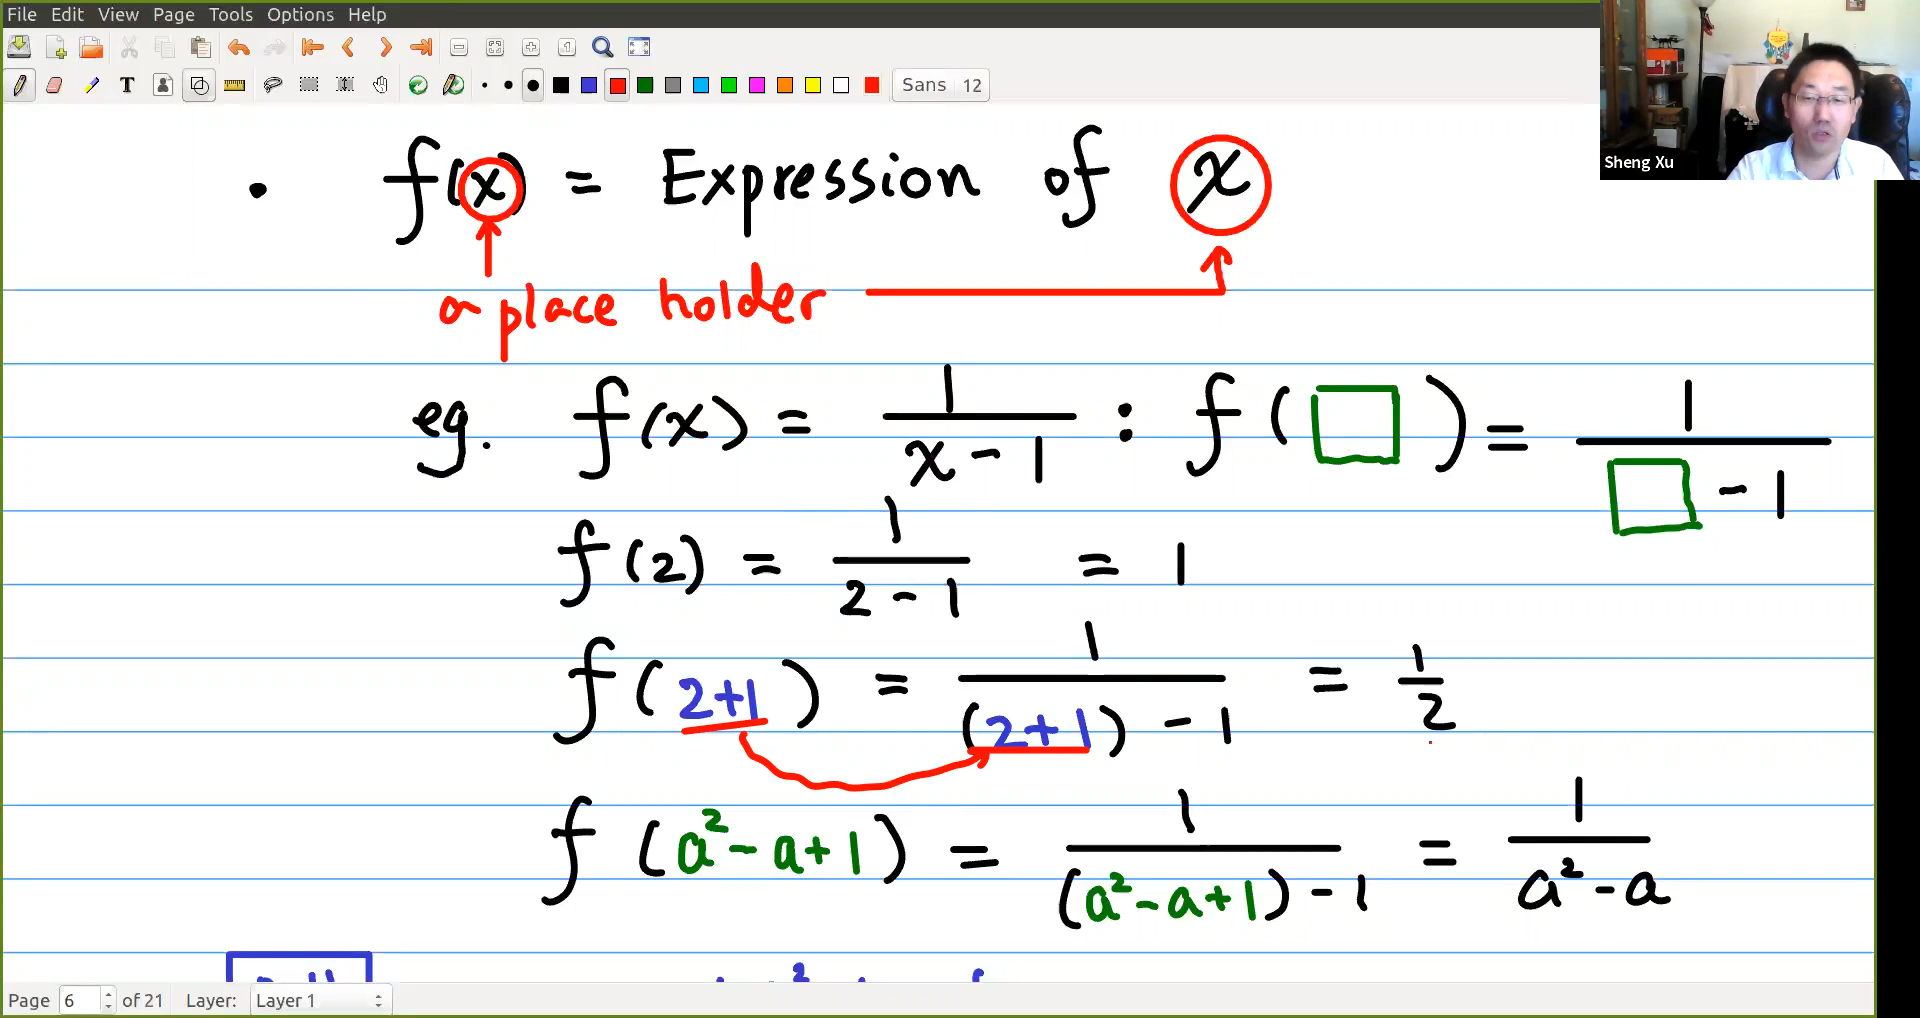 File Edit View Page Tools Options Help
Sans 12
Sheng Xu
• f(x) = Expression of x
a place holder
eg. f(x) = 1/(x - 1) : f(□) = 1/(□ - 1)
f(2) = 1/(2 - 1) = 1
f(2+1) = 1/((2+1) - 1) = 1/2
f(a² - a + 1) = 1/((a² - a + 1) - 1) = 1/(a² - a)
Page 6 of 21 Layer: Layer 1